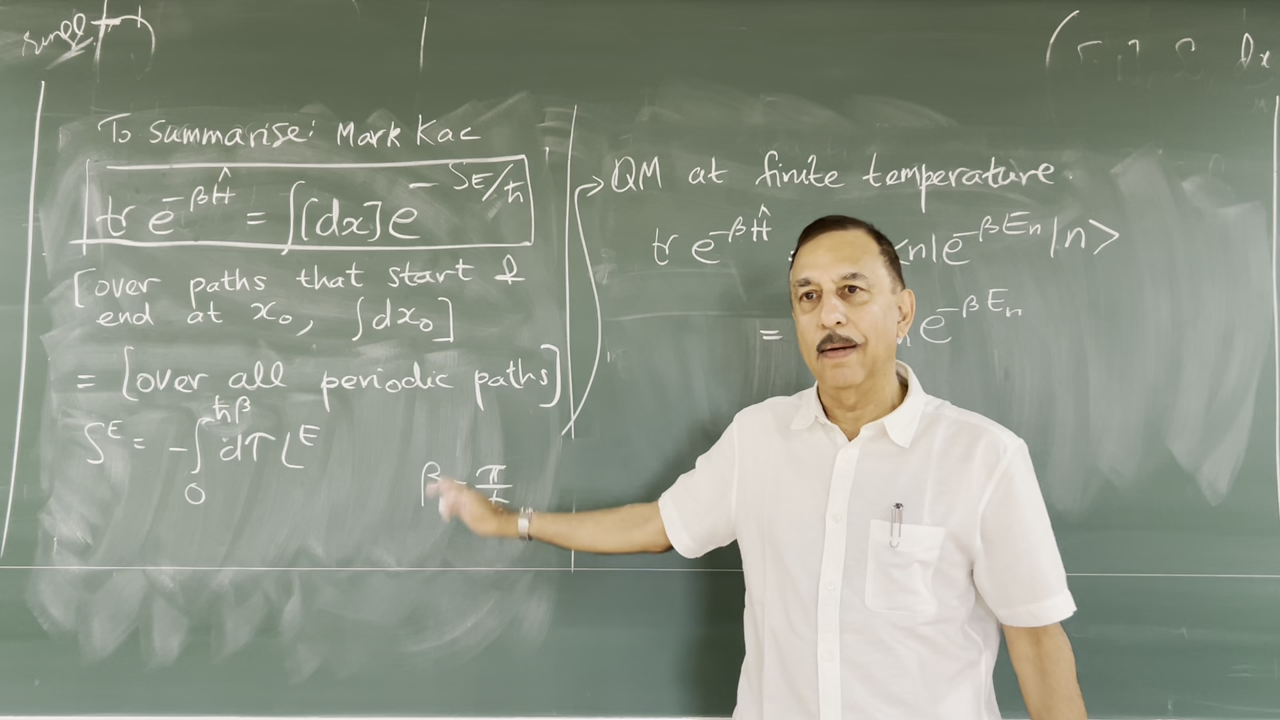 To Summarise: Mark Kac
tr e^{-βĤ} = ∫[dx] e^{-S_E/ħ}
[over paths that start &
end at x₀, ∫dx₀]
= [over all periodic paths]
S^E = -∫₀^{ħβ} dτ L^E
QM at finite temperature.
tr e^{-βĤ} <n|e^{-βE_n}|n>
= e^{-βE_n}